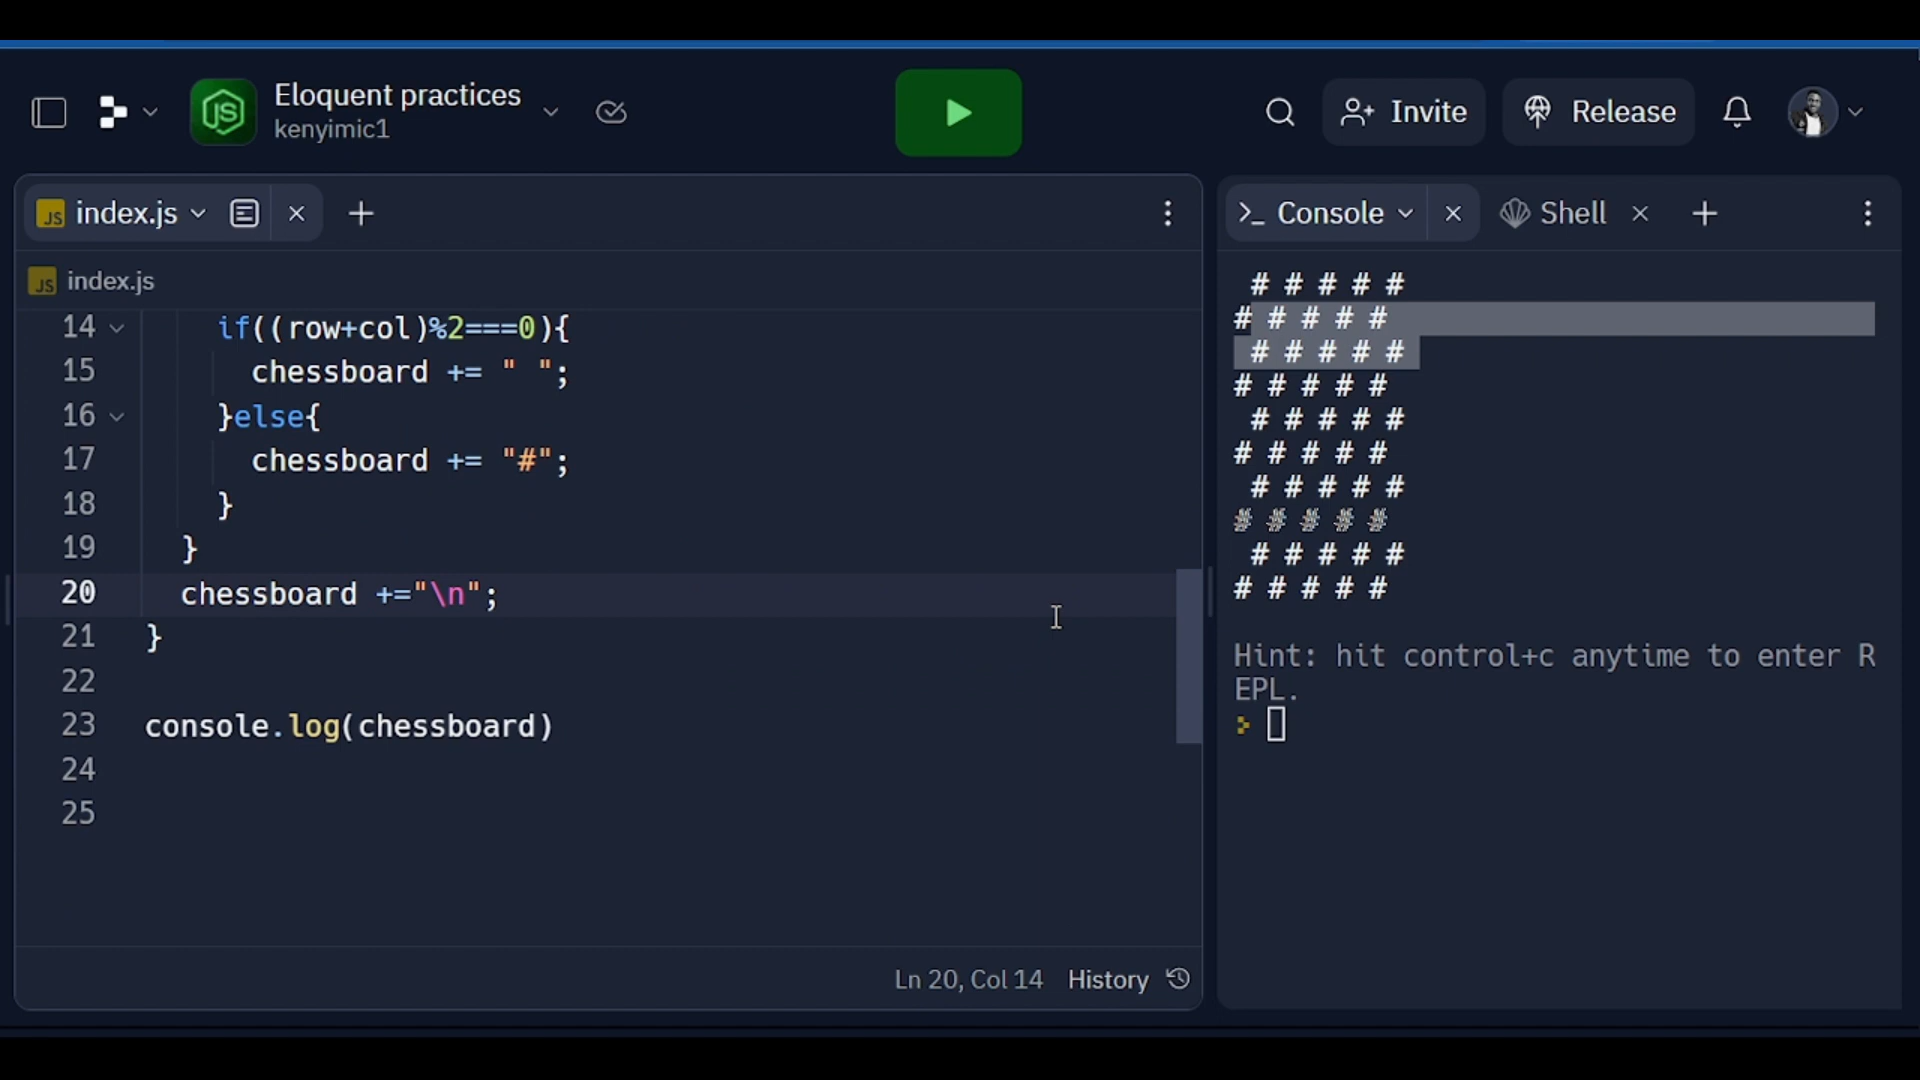 Eloquent practices
kenyimic1
Invite
Release
JS index.js
>_ Console
Shell
JS index.js
14 if((row+col)%2===0){
15 chessboard += " ";
16 }else{
17 chessboard += "#";
18 }
19 }
20 chessboard +="\n";
21 }
22
23 console.log(chessboard)
24
25
 # # # # #
# # # # #
 # # # # #
# # # # #
 # # # # #
# # # # #
 # # # # #
# # # # #
 # # # # #
# # # # #
Hint: hit control+c anytime to enter R
EPL.
Ln 20, Col 14 History